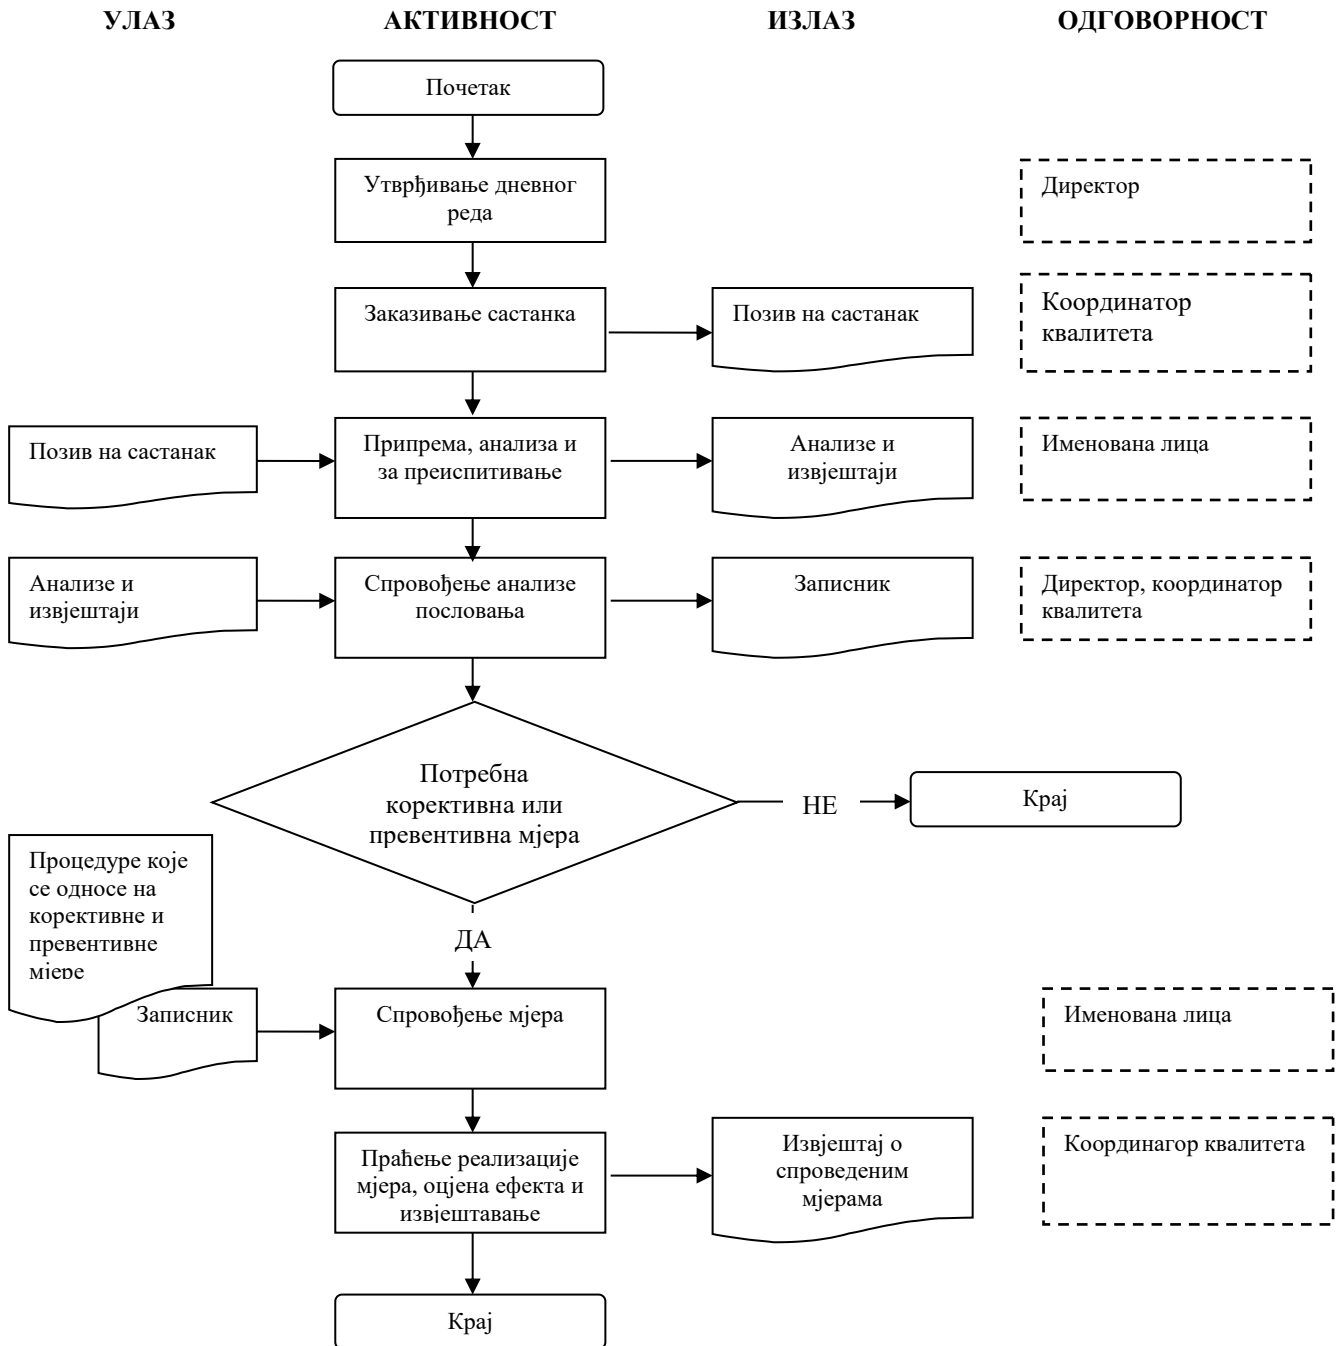 УЛАЗ АКТИВНОСТ ИЗЛАЗ ОДГОВОРНОСТ
Почетак
Утврђивање дневног
реда
Директор
Заказивање састанка
Позив на састанак
Координатор
квалитета
Позив на састанак
Припрема, анализа и
за преиспитивање
Анализе и
извјештаји
Именована лица
Анализе и
извјештаји
Спровођење анализе
пословања
Записник
Директор, координатор
квалитета
Потребна
корективна или
превентивна мјера
НЕ
Крај
Процедуре које
се односе на
корективне и
превентивне
мјере
ДА
Записник
Спровођење мјера
Именована лица
Праћење реализације
мјера, оцјена ефекта и
извјештавање
Извјештај о
спроведеним
мјерама
Координагор квалитета
Крај